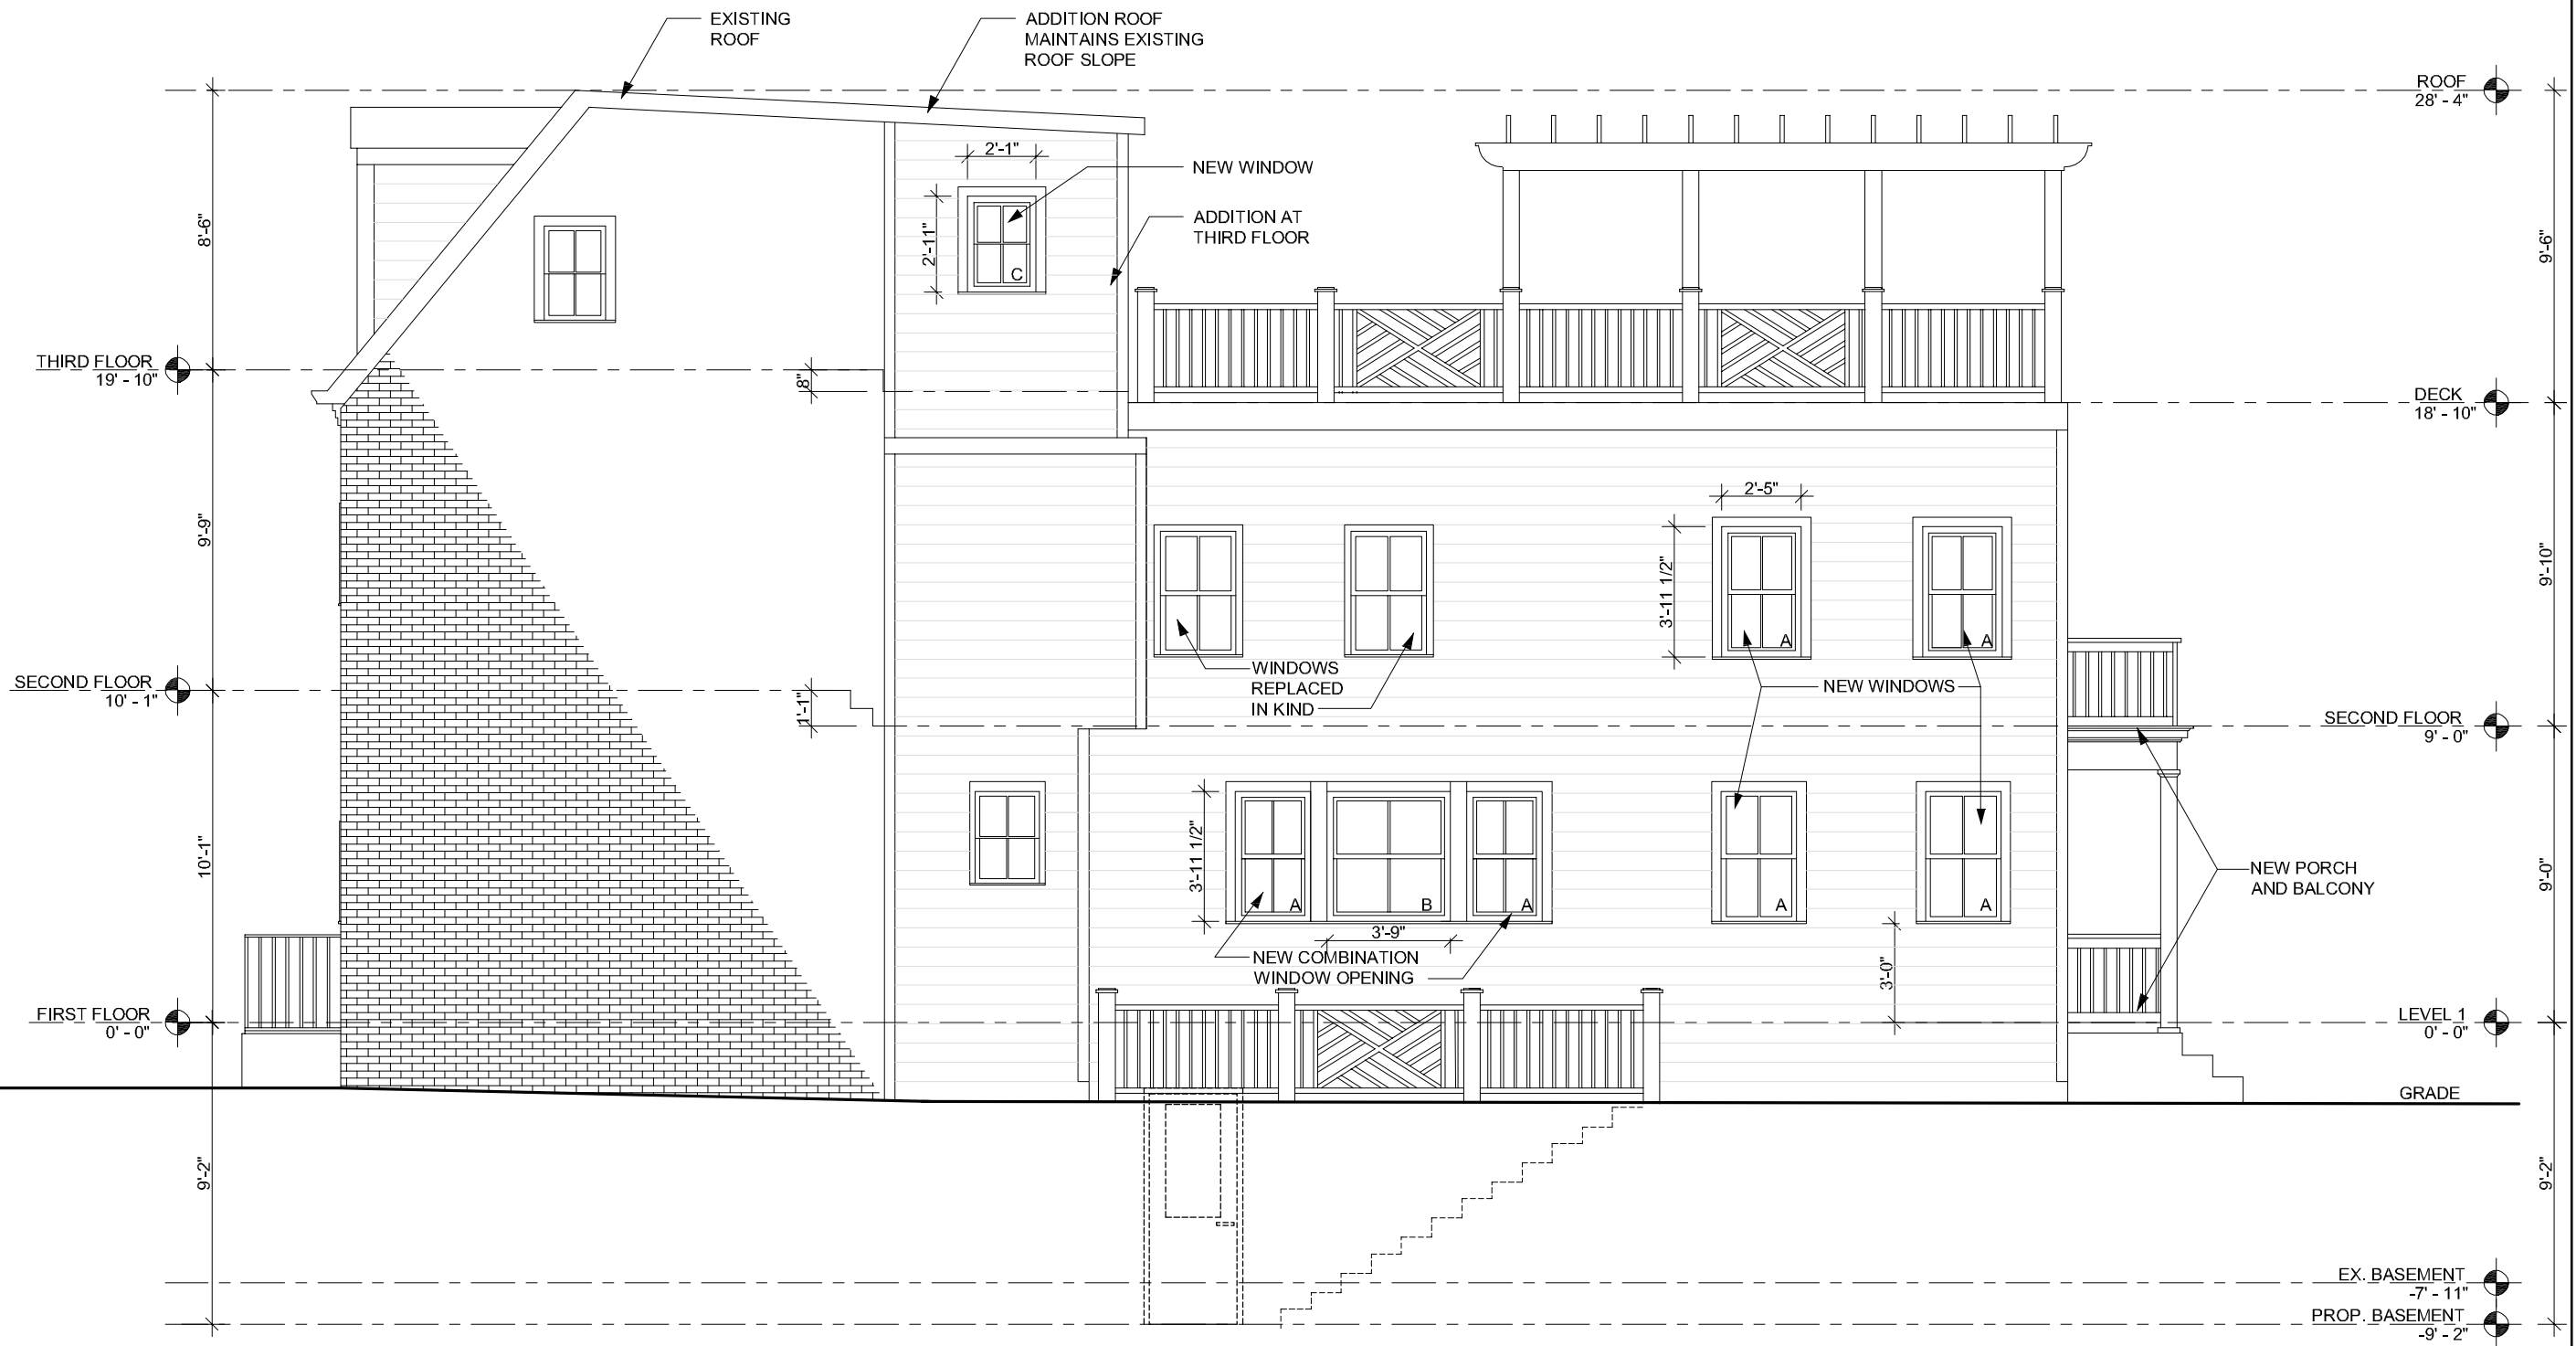 EXISTING
ROOF
ADDITION ROOF
MAINTAINS EXISTING
ROOF SLOPE
ROOF
28' - 4"
2'-1"
NEW WINDOW
8'-6"
2'-11"
C
ADDITION AT
THIRD FLOOR
9'-6"
THIRD FLOOR
19' - 10"
8"
DECK
18' - 10"
9'-9"
2'-5"
3'-11 1/2"
A
A
9'-10"
WINDOWS
REPLACED
IN KIND
NEW WINDOWS
SECOND FLOOR
10' - 1"
1'-1"
SECOND FLOOR
9' - 0"
10'-1"
3'-11 1/2"
A
B
A
A
A
9'-0"
NEW PORCH
AND BALCONY
3'-9"
NEW COMBINATION
WINDOW OPENING
3'-0"
FIRST FLOOR
0' - 0"
LEVEL 1
0' - 0"
GRADE
9'-2"
9'-2"
EX. BASEMENT
-7' - 11"
PROP. BASEMENT
-9' - 2"